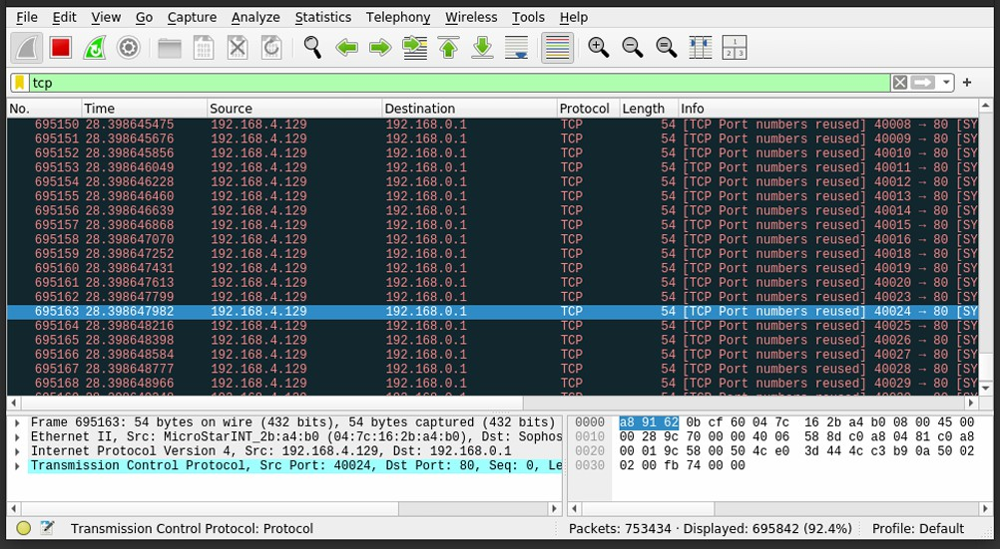 File Edit View Go Capture Analyze Statistics Telephony Wireless Tools Help
tcp
No. Time Source Destination Protocol Length Info
695150 28.398645475 192.168.4.129 192.168.0.1 TCP 54 [TCP Port numbers reused] 40008 → 80 [SY
695151 28.398645676 192.168.4.129 192.168.0.1 TCP 54 [TCP Port numbers reused] 40009 → 80 [SY
695152 28.398645856 192.168.4.129 192.168.0.1 TCP 54 [TCP Port numbers reused] 40010 → 80 [SY
695153 28.398646049 192.168.4.129 192.168.0.1 TCP 54 [TCP Port numbers reused] 40011 → 80 [SY
695154 28.398646228 192.168.4.129 192.168.0.1 TCP 54 [TCP Port numbers reused] 40012 → 80 [SY
695155 28.398646460 192.168.4.129 192.168.0.1 TCP 54 [TCP Port numbers reused] 40013 → 80 [SY
695156 28.398646639 192.168.4.129 192.168.0.1 TCP 54 [TCP Port numbers reused] 40014 → 80 [SY
695157 28.398646868 192.168.4.129 192.168.0.1 TCP 54 [TCP Port numbers reused] 40015 → 80 [SY
695158 28.398647070 192.168.4.129 192.168.0.1 TCP 54 [TCP Port numbers reused] 40016 → 80 [SY
695159 28.398647252 192.168.4.129 192.168.0.1 TCP 54 [TCP Port numbers reused] 40018 → 80 [SY
695160 28.398647431 192.168.4.129 192.168.0.1 TCP 54 [TCP Port numbers reused] 40019 → 80 [SY
695161 28.398647613 192.168.4.129 192.168.0.1 TCP 54 [TCP Port numbers reused] 40020 → 80 [SY
695162 28.398647799 192.168.4.129 192.168.0.1 TCP 54 [TCP Port numbers reused] 40023 → 80 [SY
695163 28.398647982 192.168.4.129 192.168.0.1 TCP 54 [TCP Port numbers reused] 40024 → 80 [SY
695164 28.398648216 192.168.4.129 192.168.0.1 TCP 54 [TCP Port numbers reused] 40025 → 80 [SY
695165 28.398648398 192.168.4.129 192.168.0.1 TCP 54 [TCP Port numbers reused] 40026 → 80 [SY
695166 28.398648584 192.168.4.129 192.168.0.1 TCP 54 [TCP Port numbers reused] 40027 → 80 [SY
695167 28.398648777 192.168.4.129 192.168.0.1 TCP 54 [TCP Port numbers reused] 40028 → 80 [SY
695168 28.398648966 192.168.4.129 192.168.0.1 TCP 54 [TCP Port numbers reused] 40029 → 80 [SY
Frame 695163: 54 bytes on wire (432 bits), 54 bytes captured (432 bits)
Ethernet II, Src: MicroStarINT_2b:a4:b0 (04:7c:16:2b:a4:b0), Dst: Sophos
Internet Protocol Version 4, Src: 192.168.4.129, Dst: 192.168.0.1
Transmission Control Protocol, Src Port: 40024, Dst Port: 80, Seq: 0, Le
0000 a8 91 62 0b cf 60 04 7c 16 2b a4 b0 08 00 45 00
0010 00 28 9c 70 00 00 40 06 58 8d c0 a8 04 81 c0 a8
0020 00 01 9c 58 00 50 4c e0 3d 44 4c c3 b9 0a 50 02
0030 02 00 fb 74 00 00
Transmission Control Protocol: Protocol Packets: 753434 · Displayed: 695842 (92.4%) Profile: Default